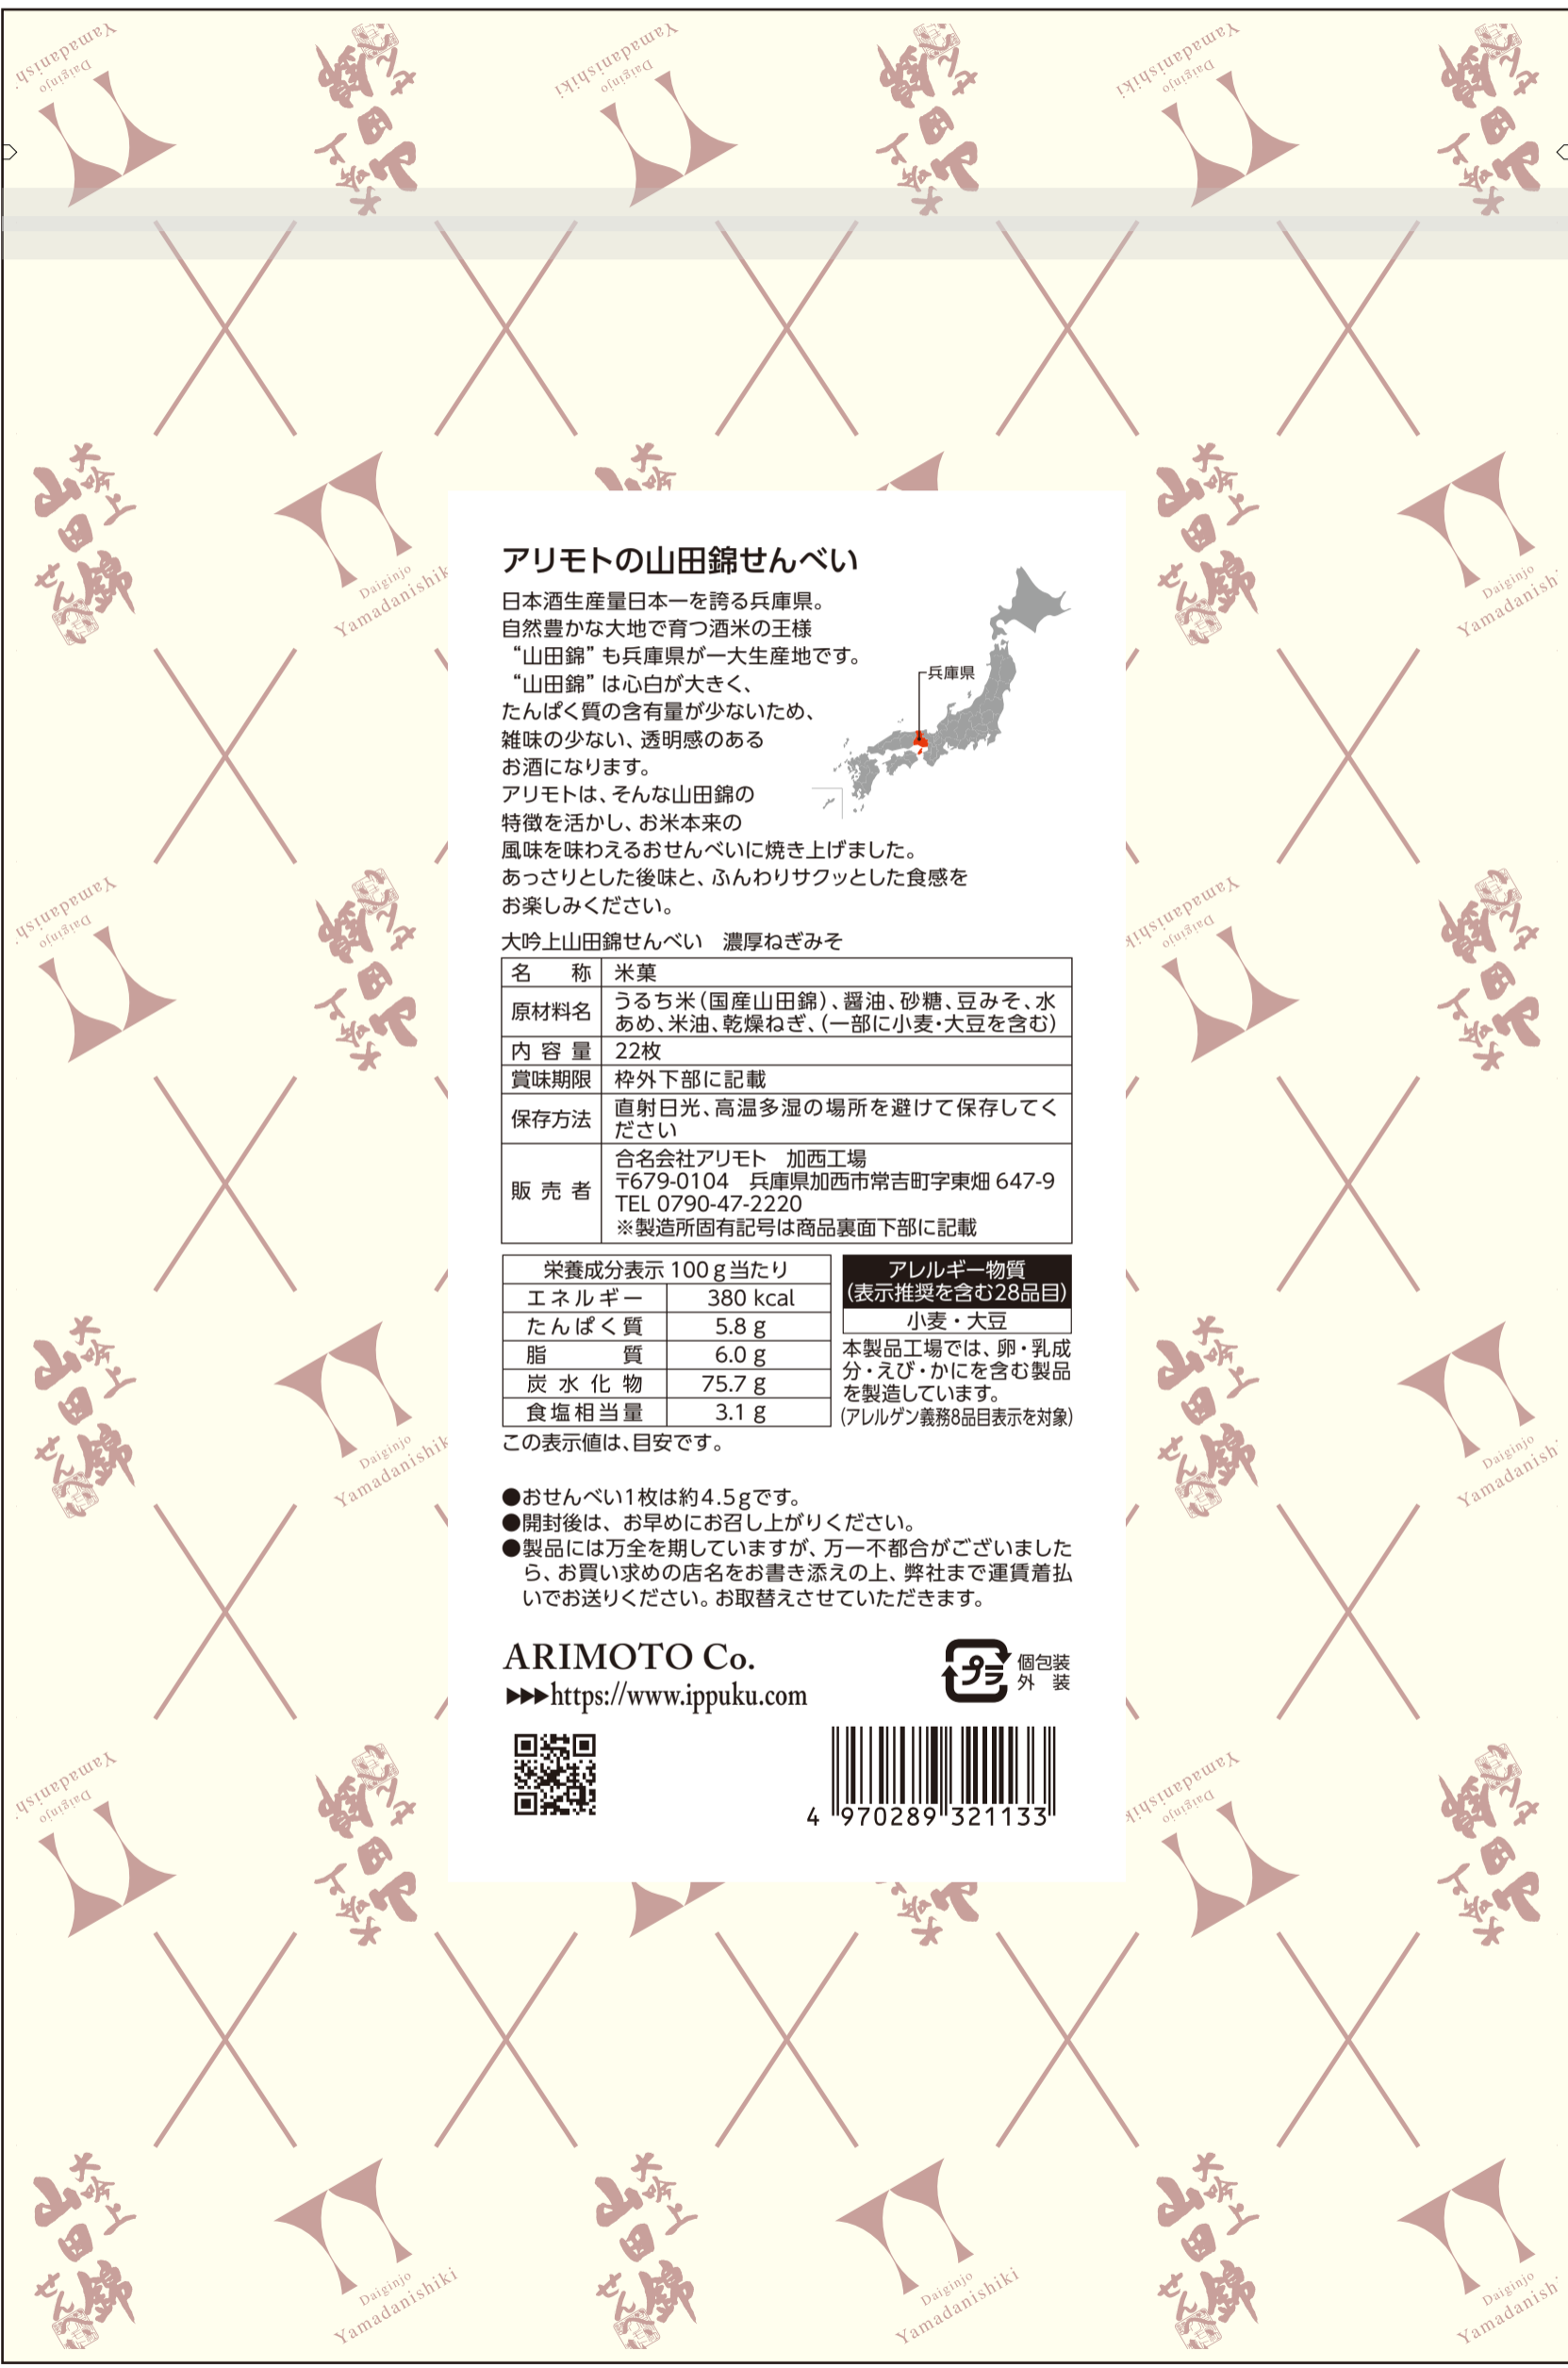 アリモトの山田錦せんべい
日本酒生産量日本一を誇る兵庫県。
自然豊かな大地で育つ酒米の王様
“山田錦”も兵庫県が一大生産地です。
“山田錦”は心白が大きく、
たんぱく質の含有量が少ないため、
雑味の少ない、透明感のある
お酒になります。
アリモトは、そんな山田錦の
特徴を活かし、お米本来の
風味を味わえるおせんべいに焼き上げました。
あっさりとした後味と、ふんわりサクッとした食感を
お楽しみください。
兵庫県
大吟上山田錦せんべい　濃厚ねぎみそ
名　称　米菓
原材料名　うるち米（国産山田錦）、醤油、砂糖、豆みそ、水
あめ、米油、乾燥ねぎ、（一部に小麦・大豆を含む）
内容量　22枚
賞味期限　枠外下部に記載
保存方法　直射日光、高温多湿の場所を避けて保存してく
ださい
販売者　合名会社アリモト　加西工場
〒679-0104　兵庫県加西市常吉町字東畑 647-9
TEL 0790-47-2220
※製造所固有記号は商品裏面下部に記載
栄養成分表示 100g当たり
エネルギー　380 kcal
たんぱく質　5.8 g
脂　質　6.0 g
炭水化物　75.7 g
食塩相当量　3.1 g
この表示値は、目安です。
アレルギー物質
（表示推奨を含む28品目）
小麦・大豆
本製品工場では、卵・乳成
分・えび・かにを含む製品
を製造しています。
（アレルゲン義務8品目表示を対象）
●おせんべい1枚は約4.5gです。
●開封後は、お早めにお召し上がりください。
●製品には万全を期していますが、万一不都合がございました
ら、お買い求めの店名をお書き添えの上、弊社まで運賃着払
いでお送りください。お取替えさせていただきます。
ARIMOTO Co.
▶▶▶https://www.ippuku.com
プラ
個包装
外　装
4 970289 321133
大吟上
山田錦
せんべい
Daiginjo
Yamadanishiki